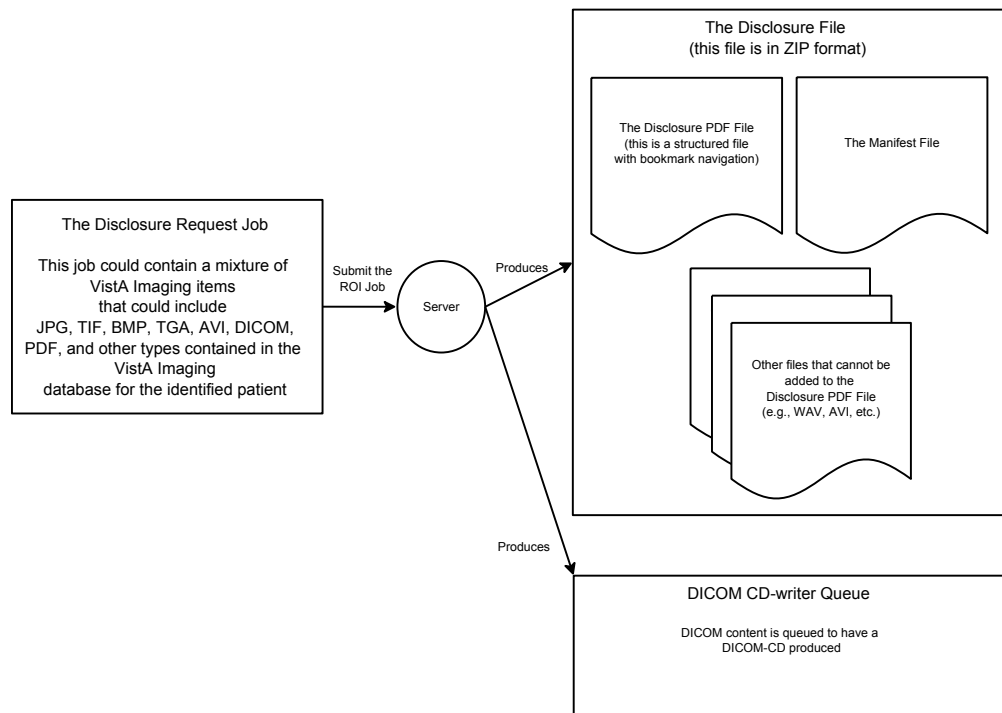 The Disclosure File
(this file is in ZIP format)
The Disclosure PDF File
(this is a structured file
with bookmark navigation)
The Manifest File
The Disclosure Request Job
This job could contain a mixture of
VistA Imaging items
that could include
JPG, TIF, BMP, TGA, AVI, DICOM,
PDF, and other types contained in the
VistA Imaging
database for the identified patient
Submit the
ROI Job
Server
Produces
Other files that cannot be
added to the
Disclosure PDF File
(e.g., WAV, AVI, etc.)
Produces
DICOM CD-writer Queue
DICOM content is queued to have a
DICOM-CD produced